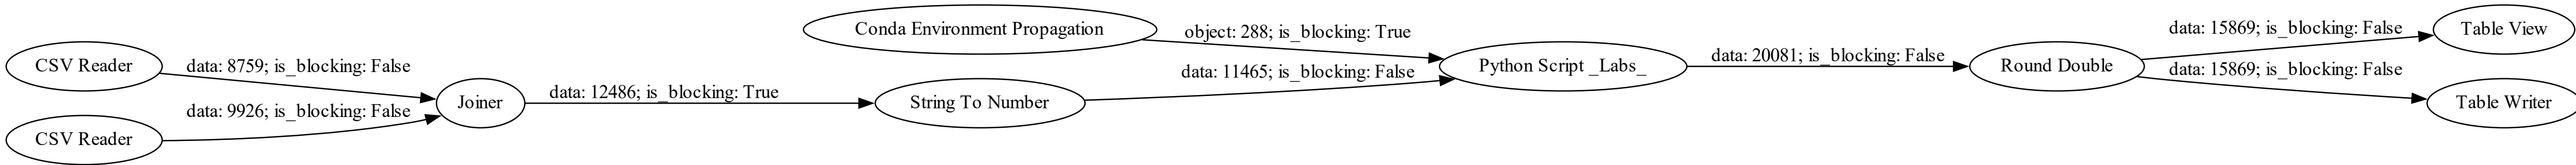 CSV Reader
data: 8759; is_blocking: False
CSV Reader
data: 9926; is_blocking: False
Joiner
data: 12486; is_blocking: True
Conda Environment Propagation
object: 288; is_blocking: True
String To Number
data: 11465; is_blocking: False
Python Script _Labs_
data: 20081; is_blocking: False
Round Double
data: 15869; is_blocking: False
Table View
data: 15869; is_blocking: False
Table Writer